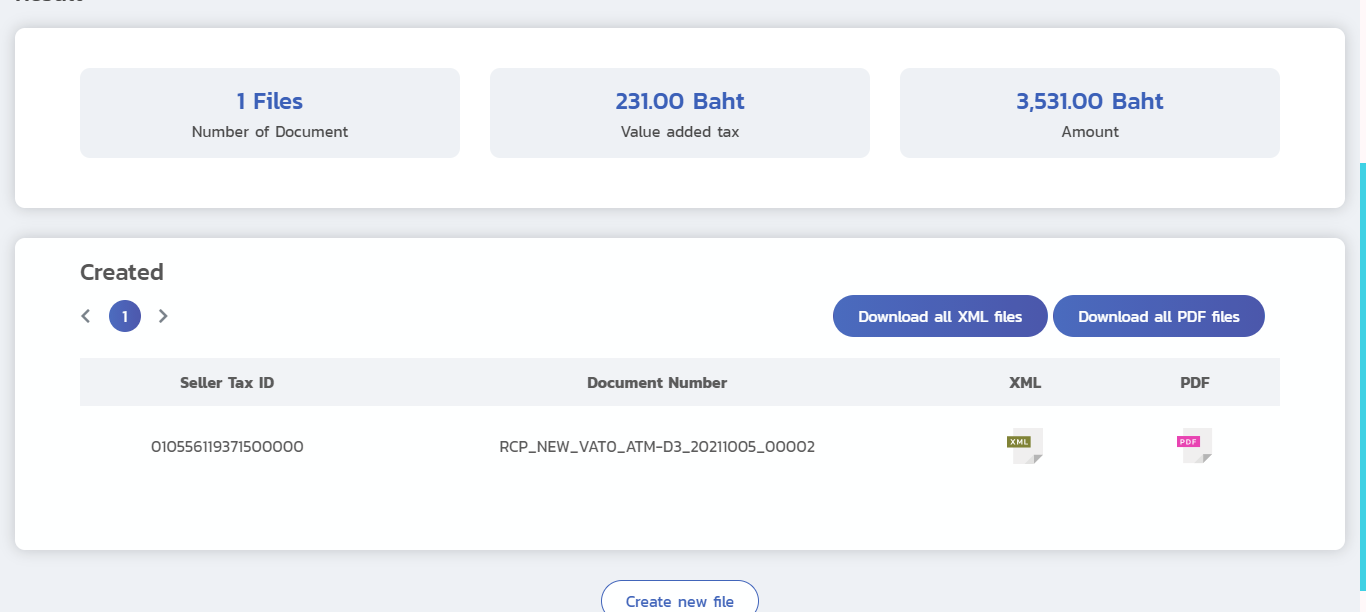 1 Files
Number of Document
231.00 Baht
Value added tax
3,531.00 Baht
Amount
Created
1
Download all XML files
Download all PDF files
Seller Tax ID Document Number XML PDF
010556119371500000 RCP_NEW_VAT0_ATM-D3_20211005_00002 XML PDF
Create new file